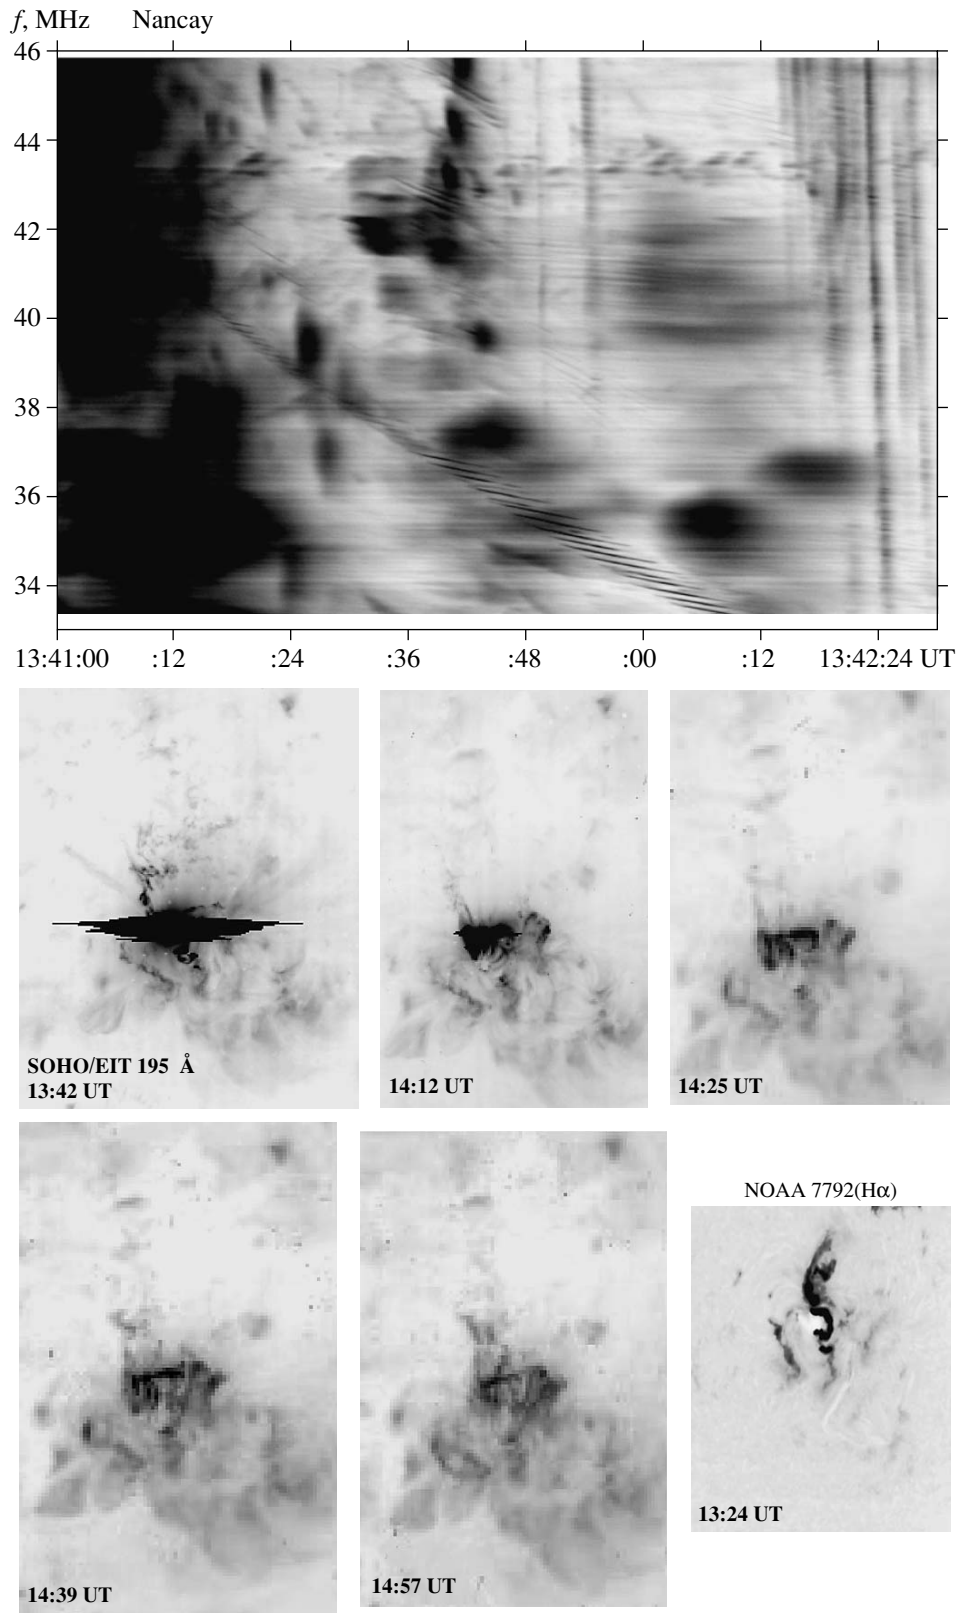 f, MHz Nancay
46
44
42
40
38
36
34
13:41:00 :12 :24 :36 :48 :00 :12 13:42:24 UT
SOHO/EIT 195 Å
13:42 UT
14:12 UT
14:25 UT
NOAA 7792(Hα)
14:39 UT
14:57 UT
13:24 UT